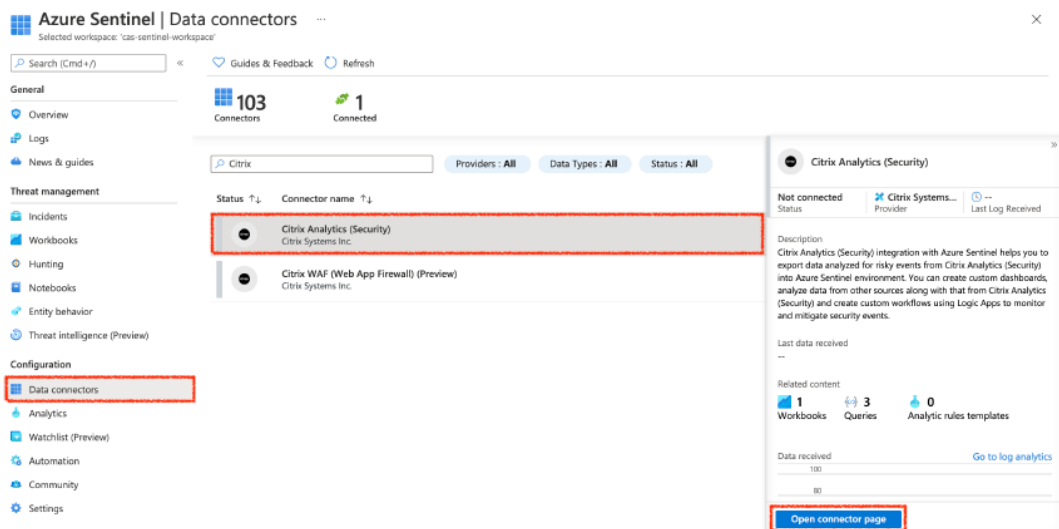 Azure Sentinel | Data connectors ...
Selected workspace: 'cas-sentinel-workspace'
Search (Cmd+/)
«
General
Overview
Logs
News & guides
Threat management
Incidents
Workbooks
Hunting
Notebooks
Entity behavior
Threat intelligence (Preview)
Configuration
Data connectors
Analytics
Watchlist (Preview)
Automation
Community
Settings
Guides & Feedback
Refresh
103
Connectors
1
Connected
Citrix
Providers : All
Data Types : All
Status : All
Status ↑↓
Connector name ↑↓
Citrix Analytics (Security)
Citrix Systems Inc.
Citrix WAF (Web App Firewall) (Preview)
Citrix Systems Inc.
»
Citrix Analytics (Security)
Not connected
Status
Citrix Systems...
Provider
--
Last Log Received
Description
Citrix Analytics (Security) integration with Azure Sentinel helps you to
export data analyzed for risky events from Citrix Analytics (Security)
into Azure Sentinel environment. You can create custom dashboards,
analyze data from other sources along with that from Citrix Analytics
(Security) and create custom workflows using Logic Apps to monitor
and mitigate security events.
Last data received
--
Related content
1
Workbooks
3
Queries
0
Analytic rules templates
Data received
Go to log analytics
100
80
Open connector page